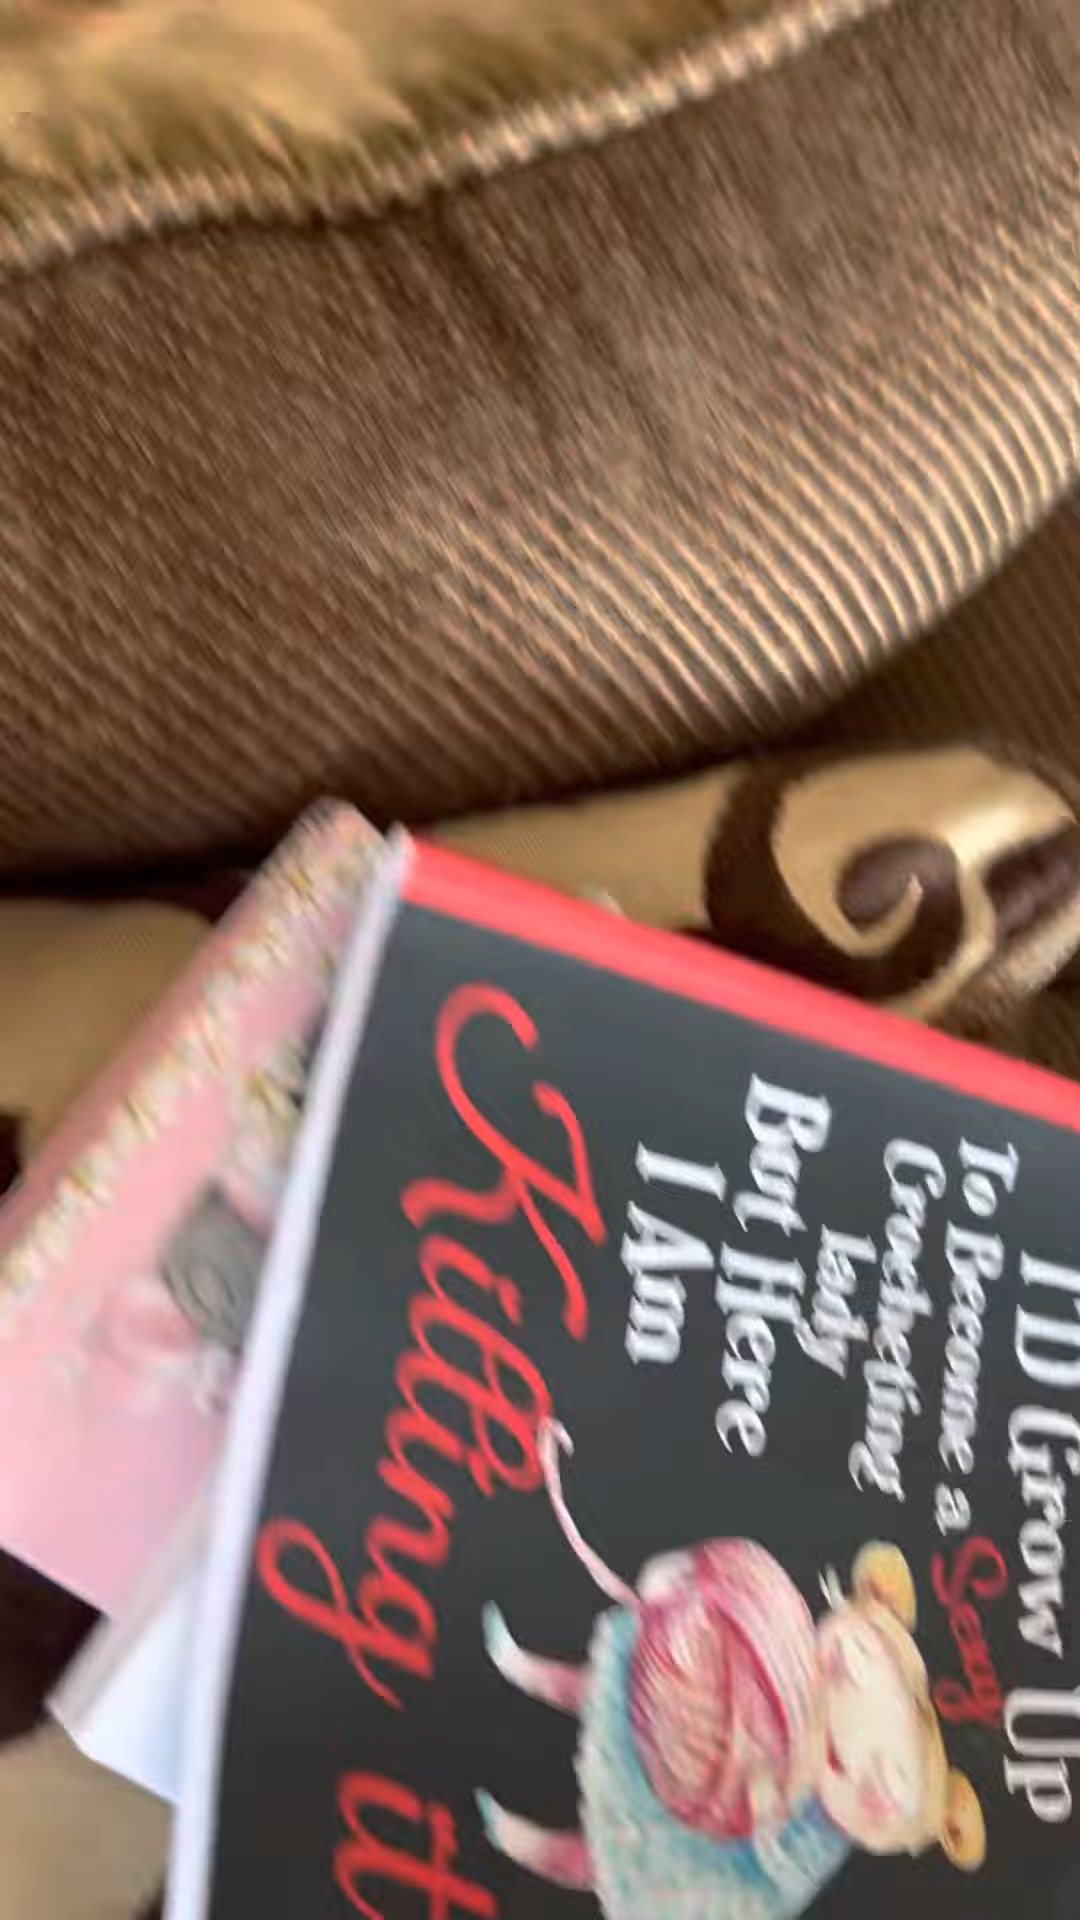 I'D Grow Up
To Become a Sexy
Crocheting
lady
But Here
I Am
Killing it